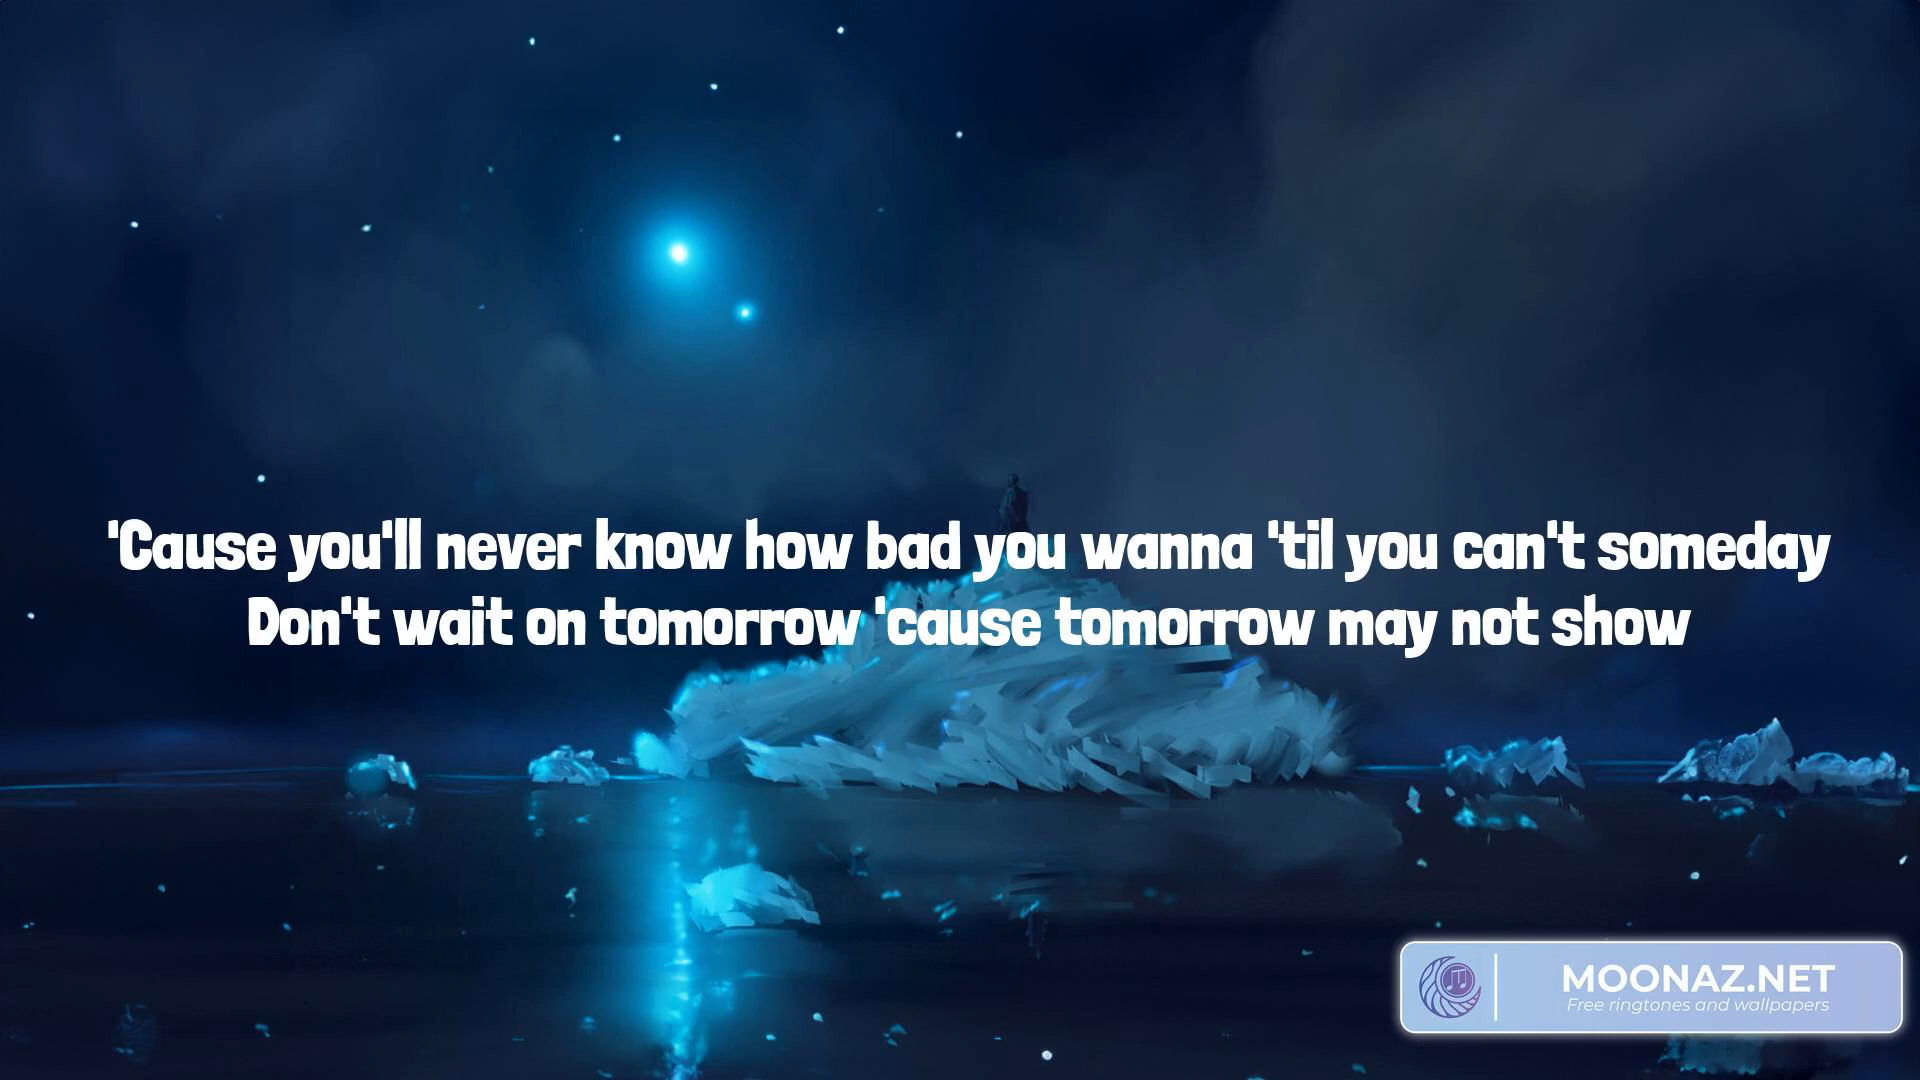 'Cause you'll never know how bad you wanna 'til you can't someday
Don't wait on tomorrow 'cause tomorrow may not show
MOONAZ.NET
Free ringtones and wallpapers